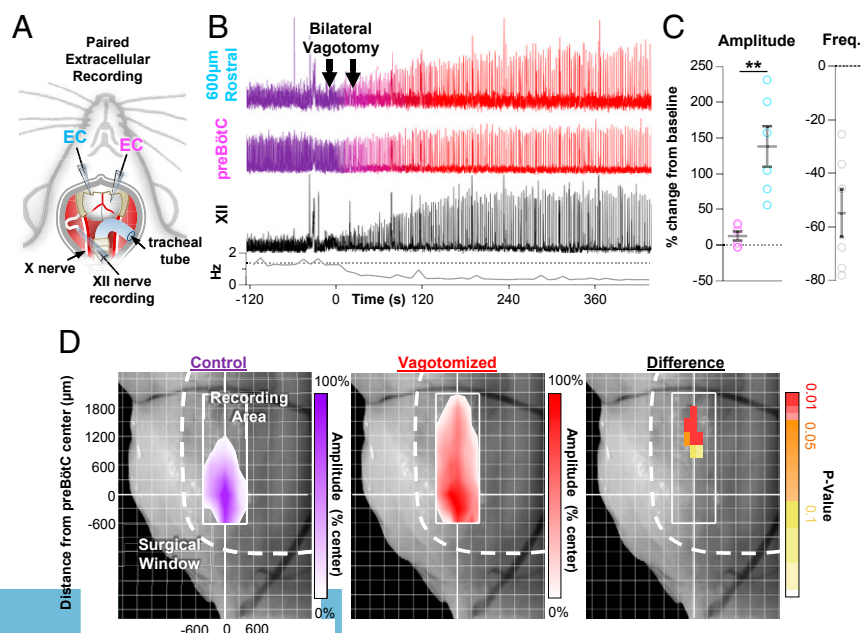 A
Paired
Extracellular
Recording
EC
EC
X nerve
tracheal
tube
XII nerve
recording
B
Bilateral
Vagotomy
600μm
Rostral
preBötC
XII
2
Hz
0
-120
0
Time (s)
120
240
360
C
Amplitude
Freq.
**
% change from baseline
250
200
150
100
50
0
-50
0
-20
-40
-60
-80
D
Control
Vagotomized
Difference
Distance from preBötC center (μm)
1800
1200
600
0
-600
Recording
Area
Surgical
Window
-600 0 600
100%
Amplitude (% center)
0%
100%
Amplitude (% center)
0%
0.01
0.05
0.1
P-Value